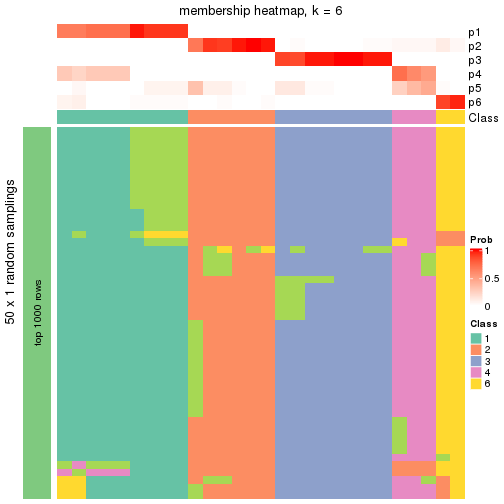 membership heatmap, k = 6
p1
p2
p3
p4
p5
p6
Class
50 x 1 random samplings
top 1000 rows
Prob
1
0.5
0
Class
1
2
3
4
6